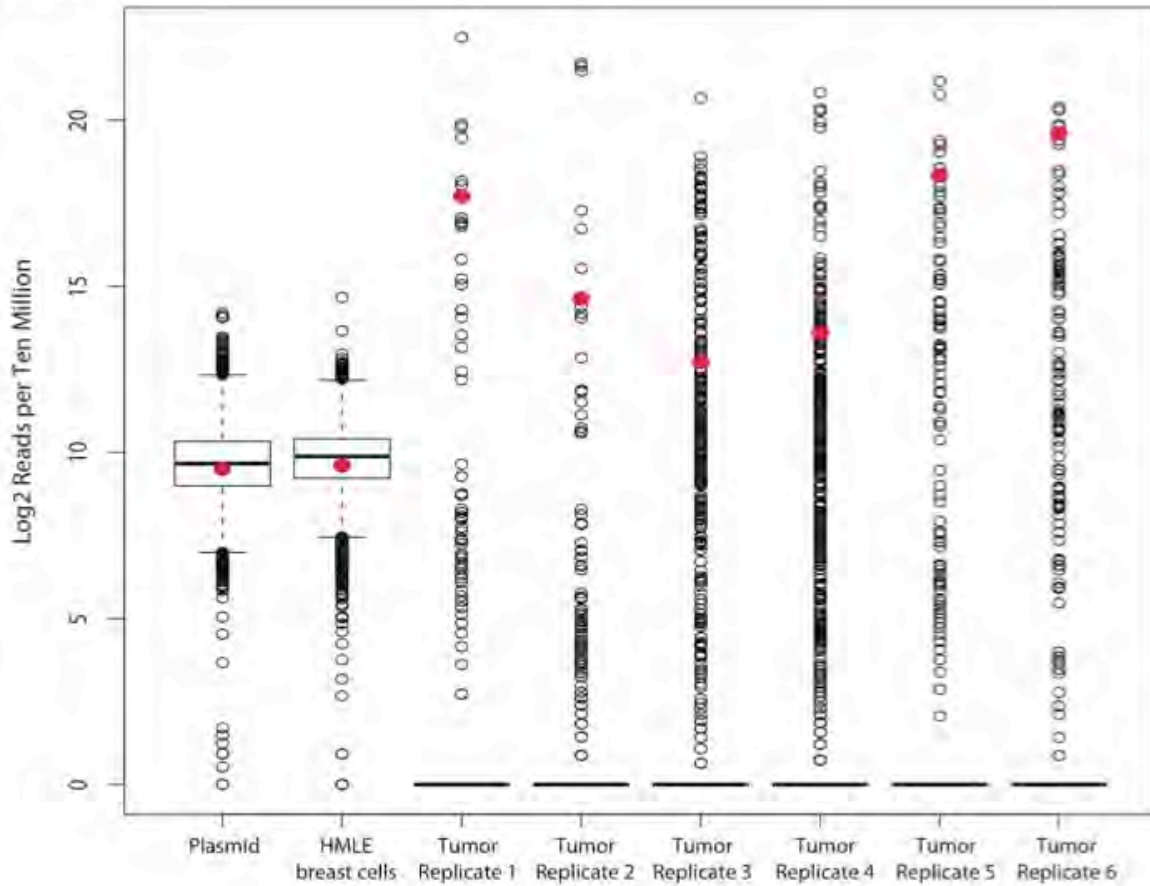 Log2 Reads per Ten Million
20
15
10
5
0
Plasmid
HMLE
breast cells
Tumor
Replicate 1
Tumor
Replicate 2
Tumor
Replicate 3
Tumor
Replicate 4
Tumor
Replicate 5
Tumor
Replicate 6